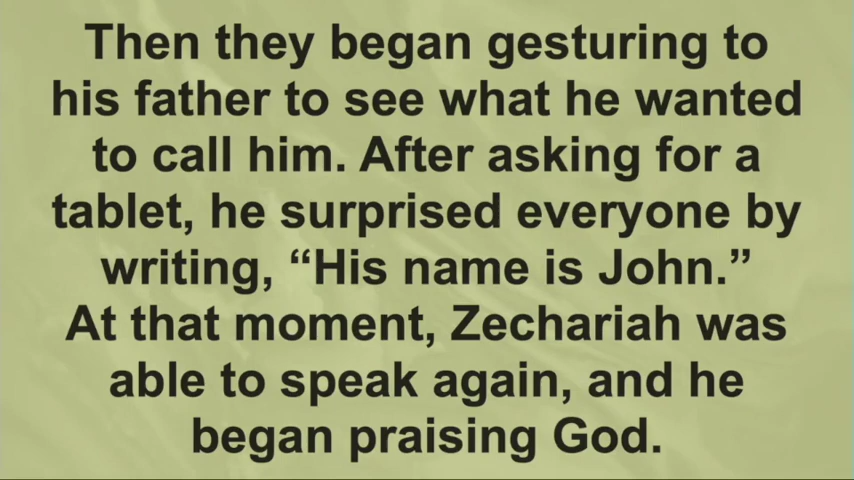 Then they began gesturing to
his father to see what he wanted
to call him. After asking for a
tablet, he surprised everyone by
writing, “His name is John.”
At that moment, Zechariah was
able to speak again, and he
began praising God.